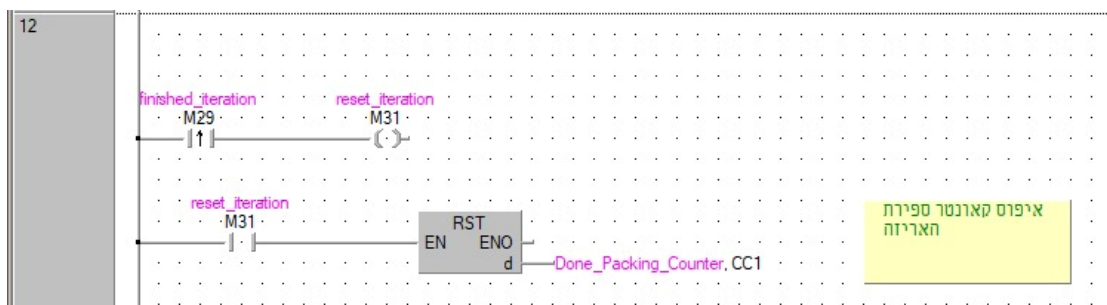 12
finished_iteration reset_iteration
M29 M31
reset_iteration
M31
RST
EN ENO
d Done_Packing_Counter, CC1
איפוס קאונטר ספירת
האריזה